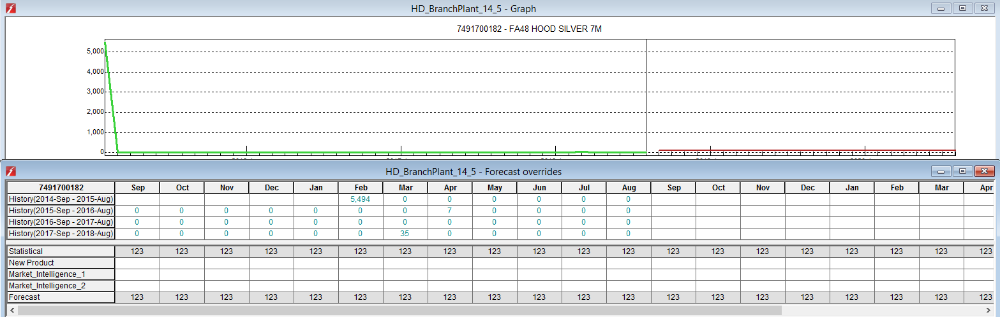 HD_BranchPlant_14_5 - Graph
7491700182 - FA48 HOOD SILVER 7M
5,000
4,000
3,000
2,000
1,000
0
HD_BranchPlant_14_5 - Forecast overrides
7491700182 Sep Oct Nov Dec Jan Feb Mar Apr May Jun Jul Aug Sep Oct Nov Dec Jan Feb Mar Apr
History(2014-Sep - 2015-Aug) 5,494 0 0 0 0 0 0
History(2015-Sep - 2016-Aug) 0 0 0 0 0 0 0 7 0 0 0 0
History(2016-Sep - 2017-Aug) 0 0 0 0 0 0 0 0 0 0 0 0
History(2017-Sep - 2018-Aug) 0 0 0 0 0 0 35 0 0 0 0 0
Statistical 123 123 123 123 123 123 123 123 123 123 123 123 123 123 123 123 123 123 123 123
New Product
Market_Intelligence_1
Market_Intelligence_2
Forecast 123 123 123 123 123 123 123 123 123 123 123 123 123 123 123 123 123 123 123 123